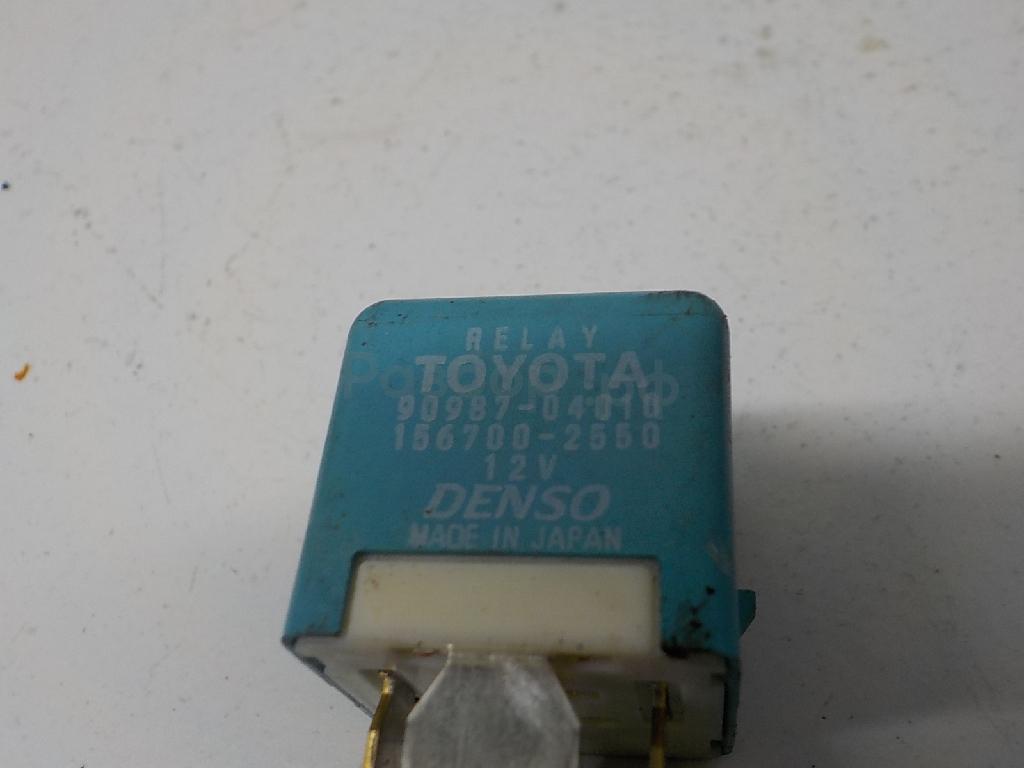 RELAY
TOYOTA
90987-04010
156700-2550
12V
DENSO
MADE IN JAPAN